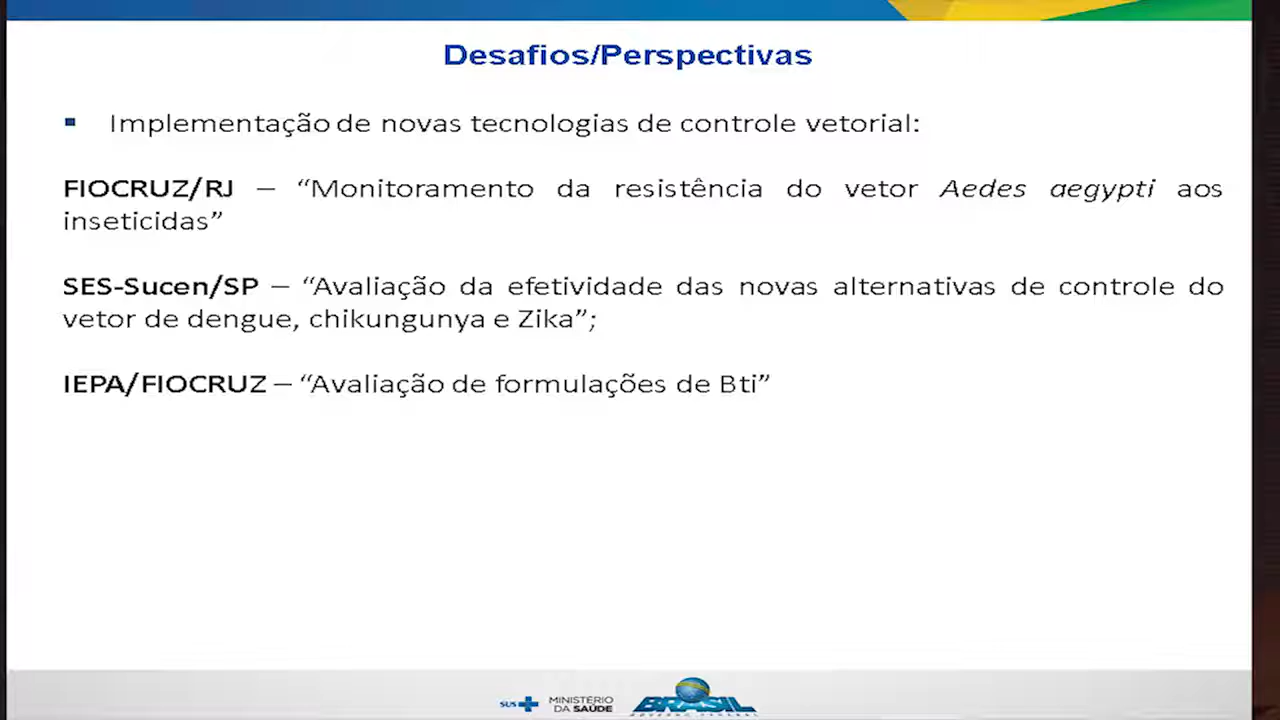 Desafios/Perspectivas
▪ Implementação de novas tecnologias de controle vetorial:
FIOCRUZ/RJ – “Monitoramento da resistência do vetor Aedes aegypti aos
inseticidas”
SES-Sucen/SP – “Avaliação da efetividade das novas alternativas de controle do
vetor de dengue, chikungunya e Zika”;
IEPA/FIOCRUZ – “Avaliação de formulações de Bti”
SUS MINISTÉRIO
DA SAÚDE
BRASIL
GOVERNO FEDERAL